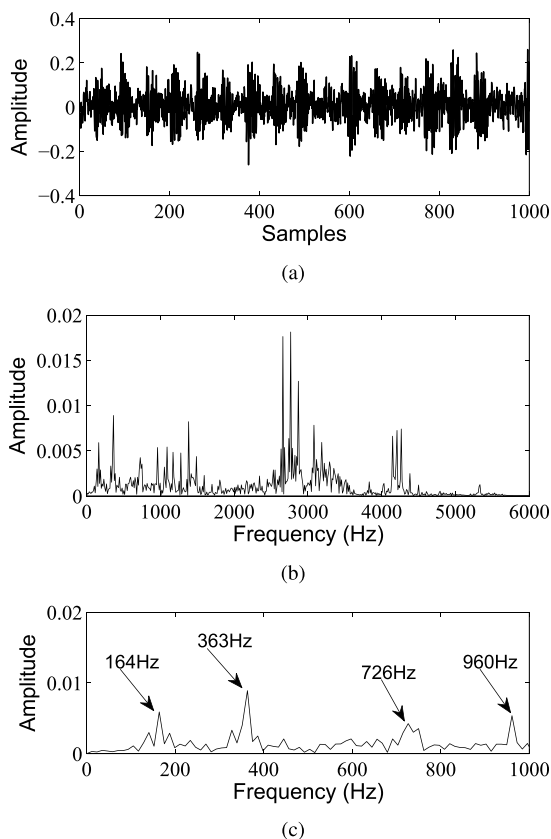 0.4
0.2
0
−0.2
−0.4
Amplitude
0 200 400 600 800 1000
Samples
(a)
0.02
0.015
0.01
0.005
0
Amplitude
0 1000 2000 3000 4000 5000 6000
Frequency (Hz)
(b)
0.02
0.01
0
Amplitude
164Hz
363Hz
726Hz
960Hz
0 200 400 600 800 1000
Frequency (Hz)
(c)